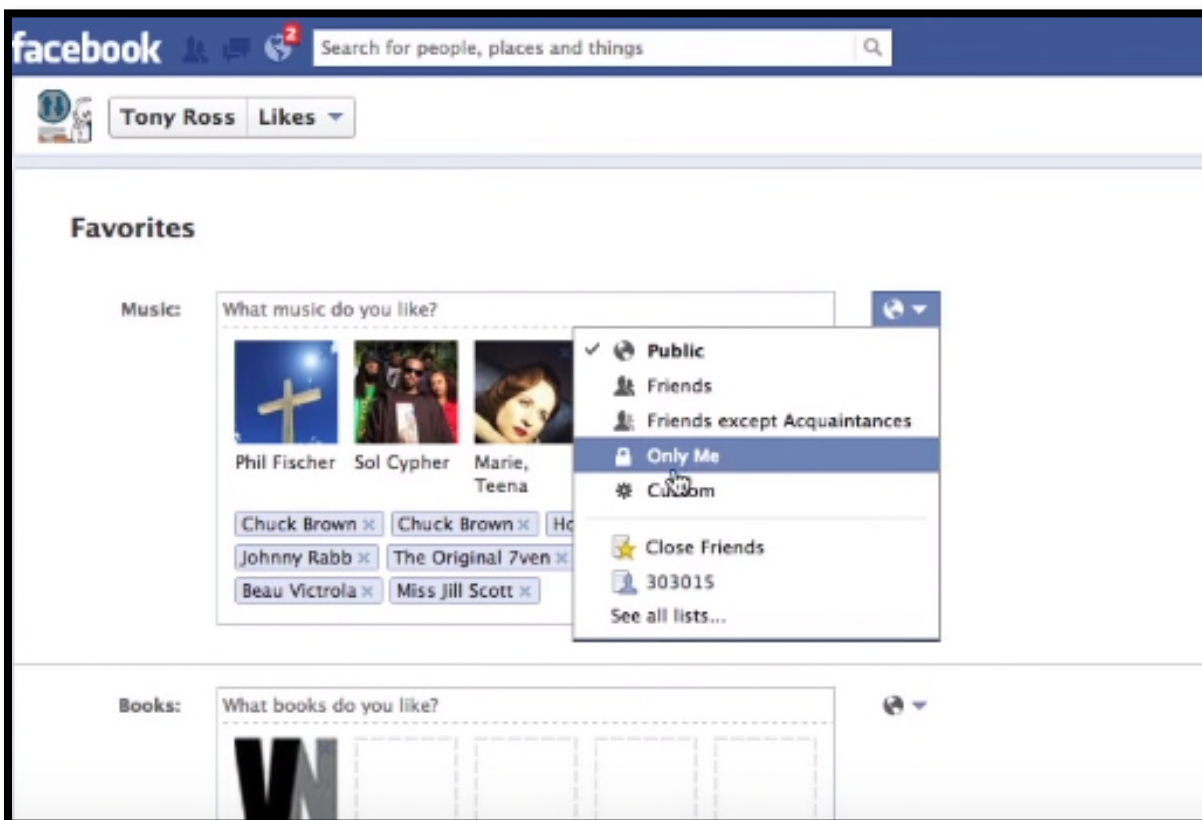 facebook 2 Search for people, places and things
Tony Ross Likes
Favorites
Music: What music do you like?
Public
Friends
Friends except Acquaintances
Only Me
Custom
Close Friends
303015
See all lists...
Phil Fischer Sol Cypher Marie,
Teena
Chuck Brown × Chuck Brown × Ho
Johnny Rabb × The Original 7ven ×
Beau Victrola × Miss Jill Scott ×
Books: What books do you like?